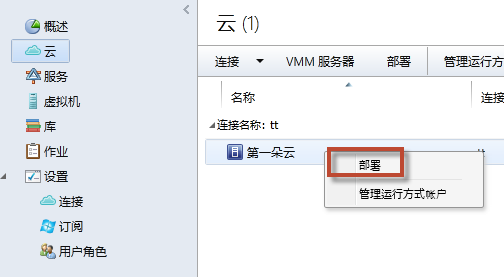 概述
云
服务
虚拟机
库
作业
设置
连接
订阅
用户角色
云 (1)
连接 VMM 服务器 部署 管理运行方
名称 连接
连接名称: tt
第一朵云 tt
部署
管理运行方式帐户